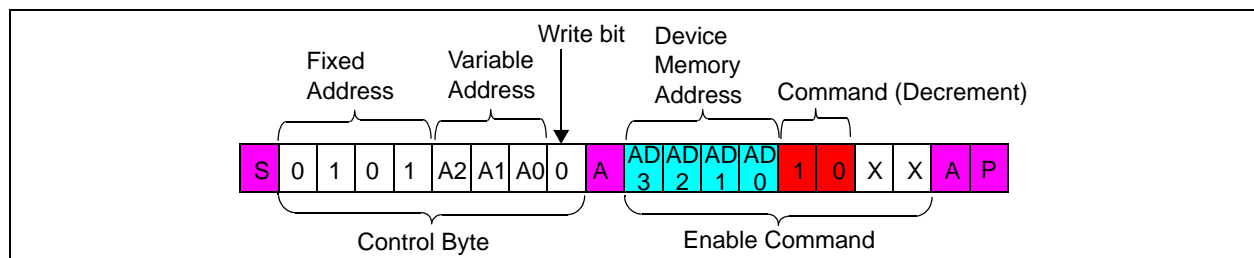 Write bit
Device
Memory
Address
Fixed
Address
Variable
Address
Command (Decrement)
S 0 1 0 1 A2 A1 A0 0 A AD 3 AD 2 AD 1 AD 0 1 0 X X A P
Control Byte
Enable Command